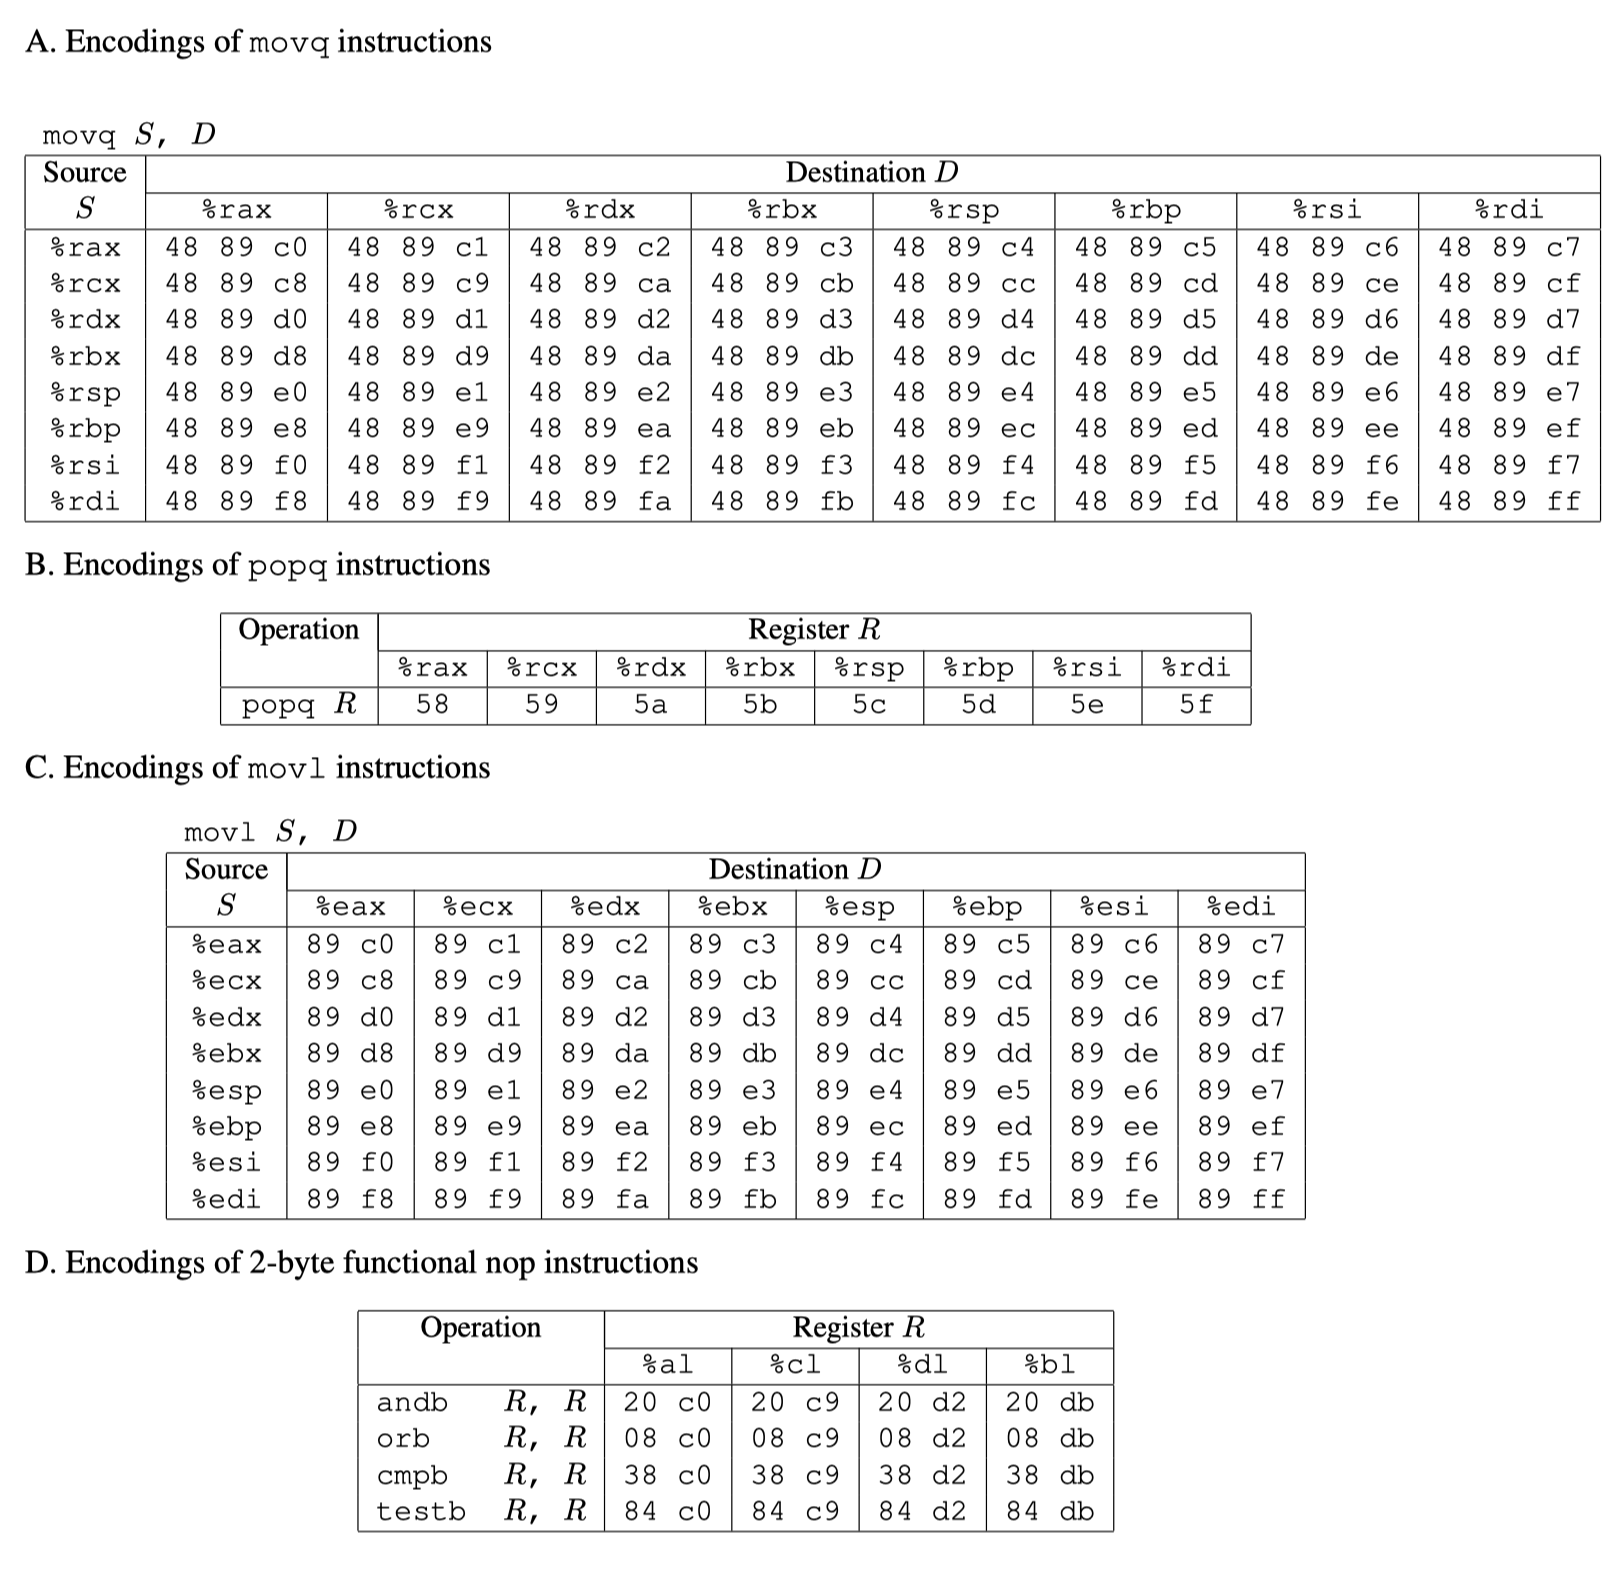 A. Encodings of movq instructions
movq S, D
Source Destination D
S %rax %rcx %rdx %rbx %rsp %rbp %rsi %rdi
%rax 48 89 c0 48 89 c1 48 89 c2 48 89 c3 48 89 c4 48 89 c5 48 89 c6 48 89 c7
%rcx 48 89 c8 48 89 c9 48 89 ca 48 89 cb 48 89 cc 48 89 cd 48 89 ce 48 89 cf
%rdx 48 89 d0 48 89 d1 48 89 d2 48 89 d3 48 89 d4 48 89 d5 48 89 d6 48 89 d7
%rbx 48 89 d8 48 89 d9 48 89 da 48 89 db 48 89 dc 48 89 dd 48 89 de 48 89 df
%rsp 48 89 e0 48 89 e1 48 89 e2 48 89 e3 48 89 e4 48 89 e5 48 89 e6 48 89 e7
%rbp 48 89 e8 48 89 e9 48 89 ea 48 89 eb 48 89 ec 48 89 ed 48 89 ee 48 89 ef
%rsi 48 89 f0 48 89 f1 48 89 f2 48 89 f3 48 89 f4 48 89 f5 48 89 f6 48 89 f7
%rdi 48 89 f8 48 89 f9 48 89 fa 48 89 fb 48 89 fc 48 89 fd 48 89 fe 48 89 ff
B. Encodings of popq instructions
Operation Register R
%rax %rcx %rdx %rbx %rsp %rbp %rsi %rdi
popq R 58 59 5a 5b 5c 5d 5e 5f
C. Encodings of movl instructions
movl S, D
Source Destination D
S %eax %ecx %edx %ebx %esp %ebp %esi %edi
%eax 89 c0 89 c1 89 c2 89 c3 89 c4 89 c5 89 c6 89 c7
%ecx 89 c8 89 c9 89 ca 89 cb 89 cc 89 cd 89 ce 89 cf
%edx 89 d0 89 d1 89 d2 89 d3 89 d4 89 d5 89 d6 89 d7
%ebx 89 d8 89 d9 89 da 89 db 89 dc 89 dd 89 de 89 df
%esp 89 e0 89 e1 89 e2 89 e3 89 e4 89 e5 89 e6 89 e7
%ebp 89 e8 89 e9 89 ea 89 eb 89 ec 89 ed 89 ee 89 ef
%esi 89 f0 89 f1 89 f2 89 f3 89 f4 89 f5 89 f6 89 f7
%edi 89 f8 89 f9 89 fa 89 fb 89 fc 89 fd 89 fe 89 ff
D. Encodings of 2-byte functional nop instructions
Operation Register R
%al %cl %dl %bl
andb R, R 20 c0 20 c9 20 d2 20 db
orb R, R 08 c0 08 c9 08 d2 08 db
cmpb R, R 38 c0 38 c9 38 d2 38 db
testb R, R 84 c0 84 c9 84 d2 84 db